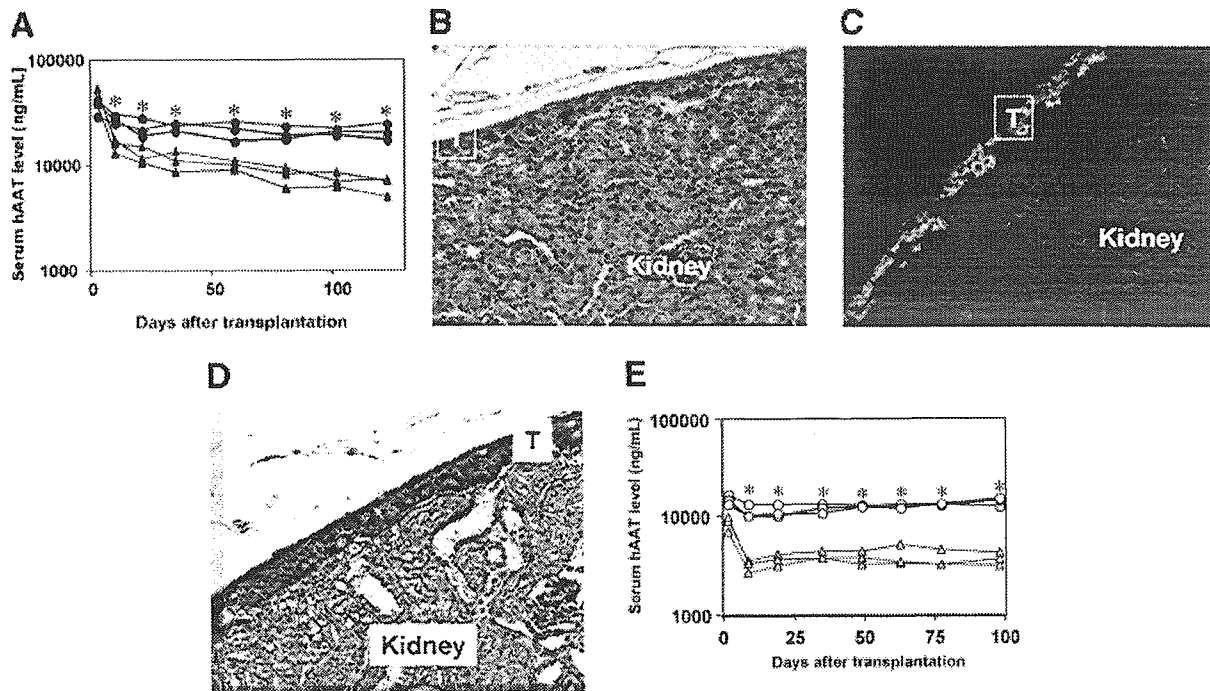 A
B
C
Serum hAAT level (ng/mL)
100000
10000
1000
* * * * * * *
0 50 100
Days after transplantation
T
Kidney
T
Kidney
D
E
T
Kidney
Serum hAAT level (ng/mL)
100000
10000
1000
* * * * * * *
0 25 50 75 100
Days after transplantation